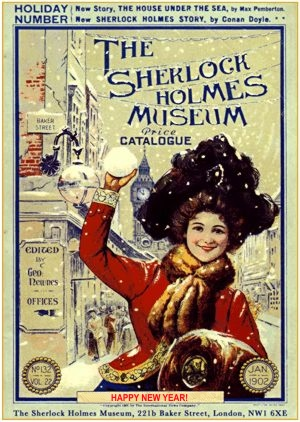 HOLIDAY NUMBER
New Story, THE HOUSE UNDER THE SEA, by Max Pemberton.
New SHERLOCK HOLMES STORY, by Conan Doyle. **
THE
SHERLOCK
HOLMES
MUSEUM
Price
CATALOGUE
BAKER
STREET
EDITED
By
Geo.
Newnes
OFFICES
No 132
VOL. 22
JAN
1902
HAPPY NEW YEAR!
The Sherlock Holmes Museum, 221b Baker Street, London, NW1 6XE